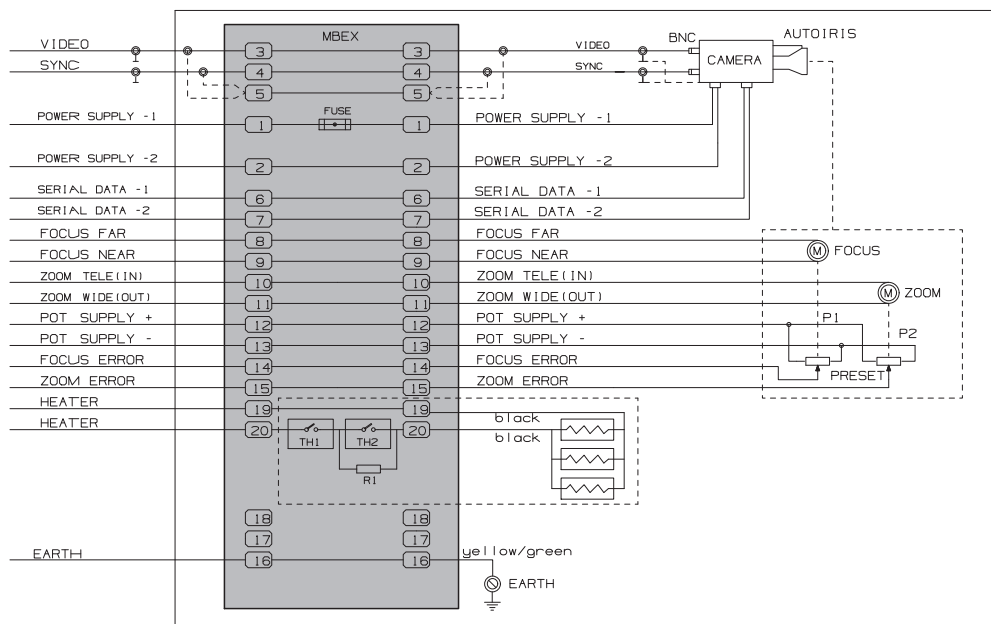 MBEX
VIDEO 3 3 VIDEO BNC AUTOIRIS
SYNC 4 4 SYNC CAMERA
5 5
FUSE
POWER SUPPLY -1 1 1 POWER SUPPLY -1
POWER SUPPLY -2 2 2 POWER SUPPLY -2
SERIAL DATA -1 6 6 SERIAL DATA -1
SERIAL DATA -2 7 7 SERIAL DATA -2
FOCUS FAR 8 8 FOCUS FAR
FOCUS NEAR 9 9 FOCUS NEAR M FOCUS
ZOOM TELE(IN) 10 10 ZOOM TELE(IN)
ZOOM WIDE(OUT) 11 11 ZOOM WIDE(OUT) M ZOOM
POT SUPPLY + 12 12 POT SUPPLY + P1
POT SUPPLY - 13 13 POT SUPPLY - P2
FOCUS ERROR 14 14 FOCUS ERROR
ZOOM ERROR 15 15 ZOOM ERROR PRESET
HEATER 19 19 black
HEATER 20 20 black
TH1 TH2
R1
18 18
17 17
EARTH 16 16 yellow/green
EARTH